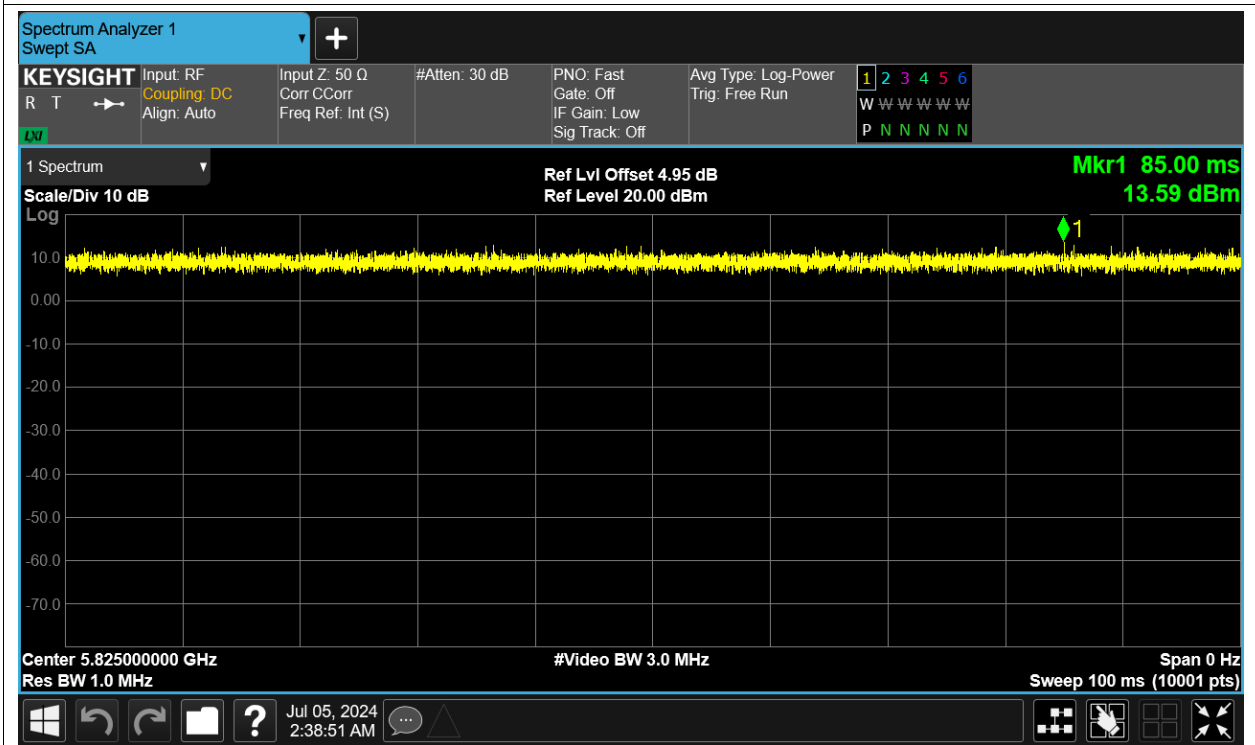 Spectrum Analyzer 1
Swept SA
KEYSIGHT Input: RF Input Z: 50 Ω #Atten: 30 dB PNO: Fast Avg Type: Log-Power 1 2 3 4 5 6
R T Coupling: DC Corr CCorr Gate: Off Trig: Free Run W W W W W W
Align: Auto Freq Ref: Int (S) IF Gain: Low
LXI Sig Track: Off P N N N N N
1 Spectrum Ref Lvl Offset 4.95 dB Mkr1 85.00 ms
Scale/Div 10 dB Ref Level 20.00 dBm 13.59 dBm
Log
1
10.0
0.00
-10.0
-20.0
-30.0
-40.0
-50.0
-60.0
-70.0
Center 5.825000000 GHz #Video BW 3.0 MHz Span 0 Hz
Res BW 1.0 MHz Sweep 100 ms (10001 pts)
? Jul 05, 2024
2:38:51 AM